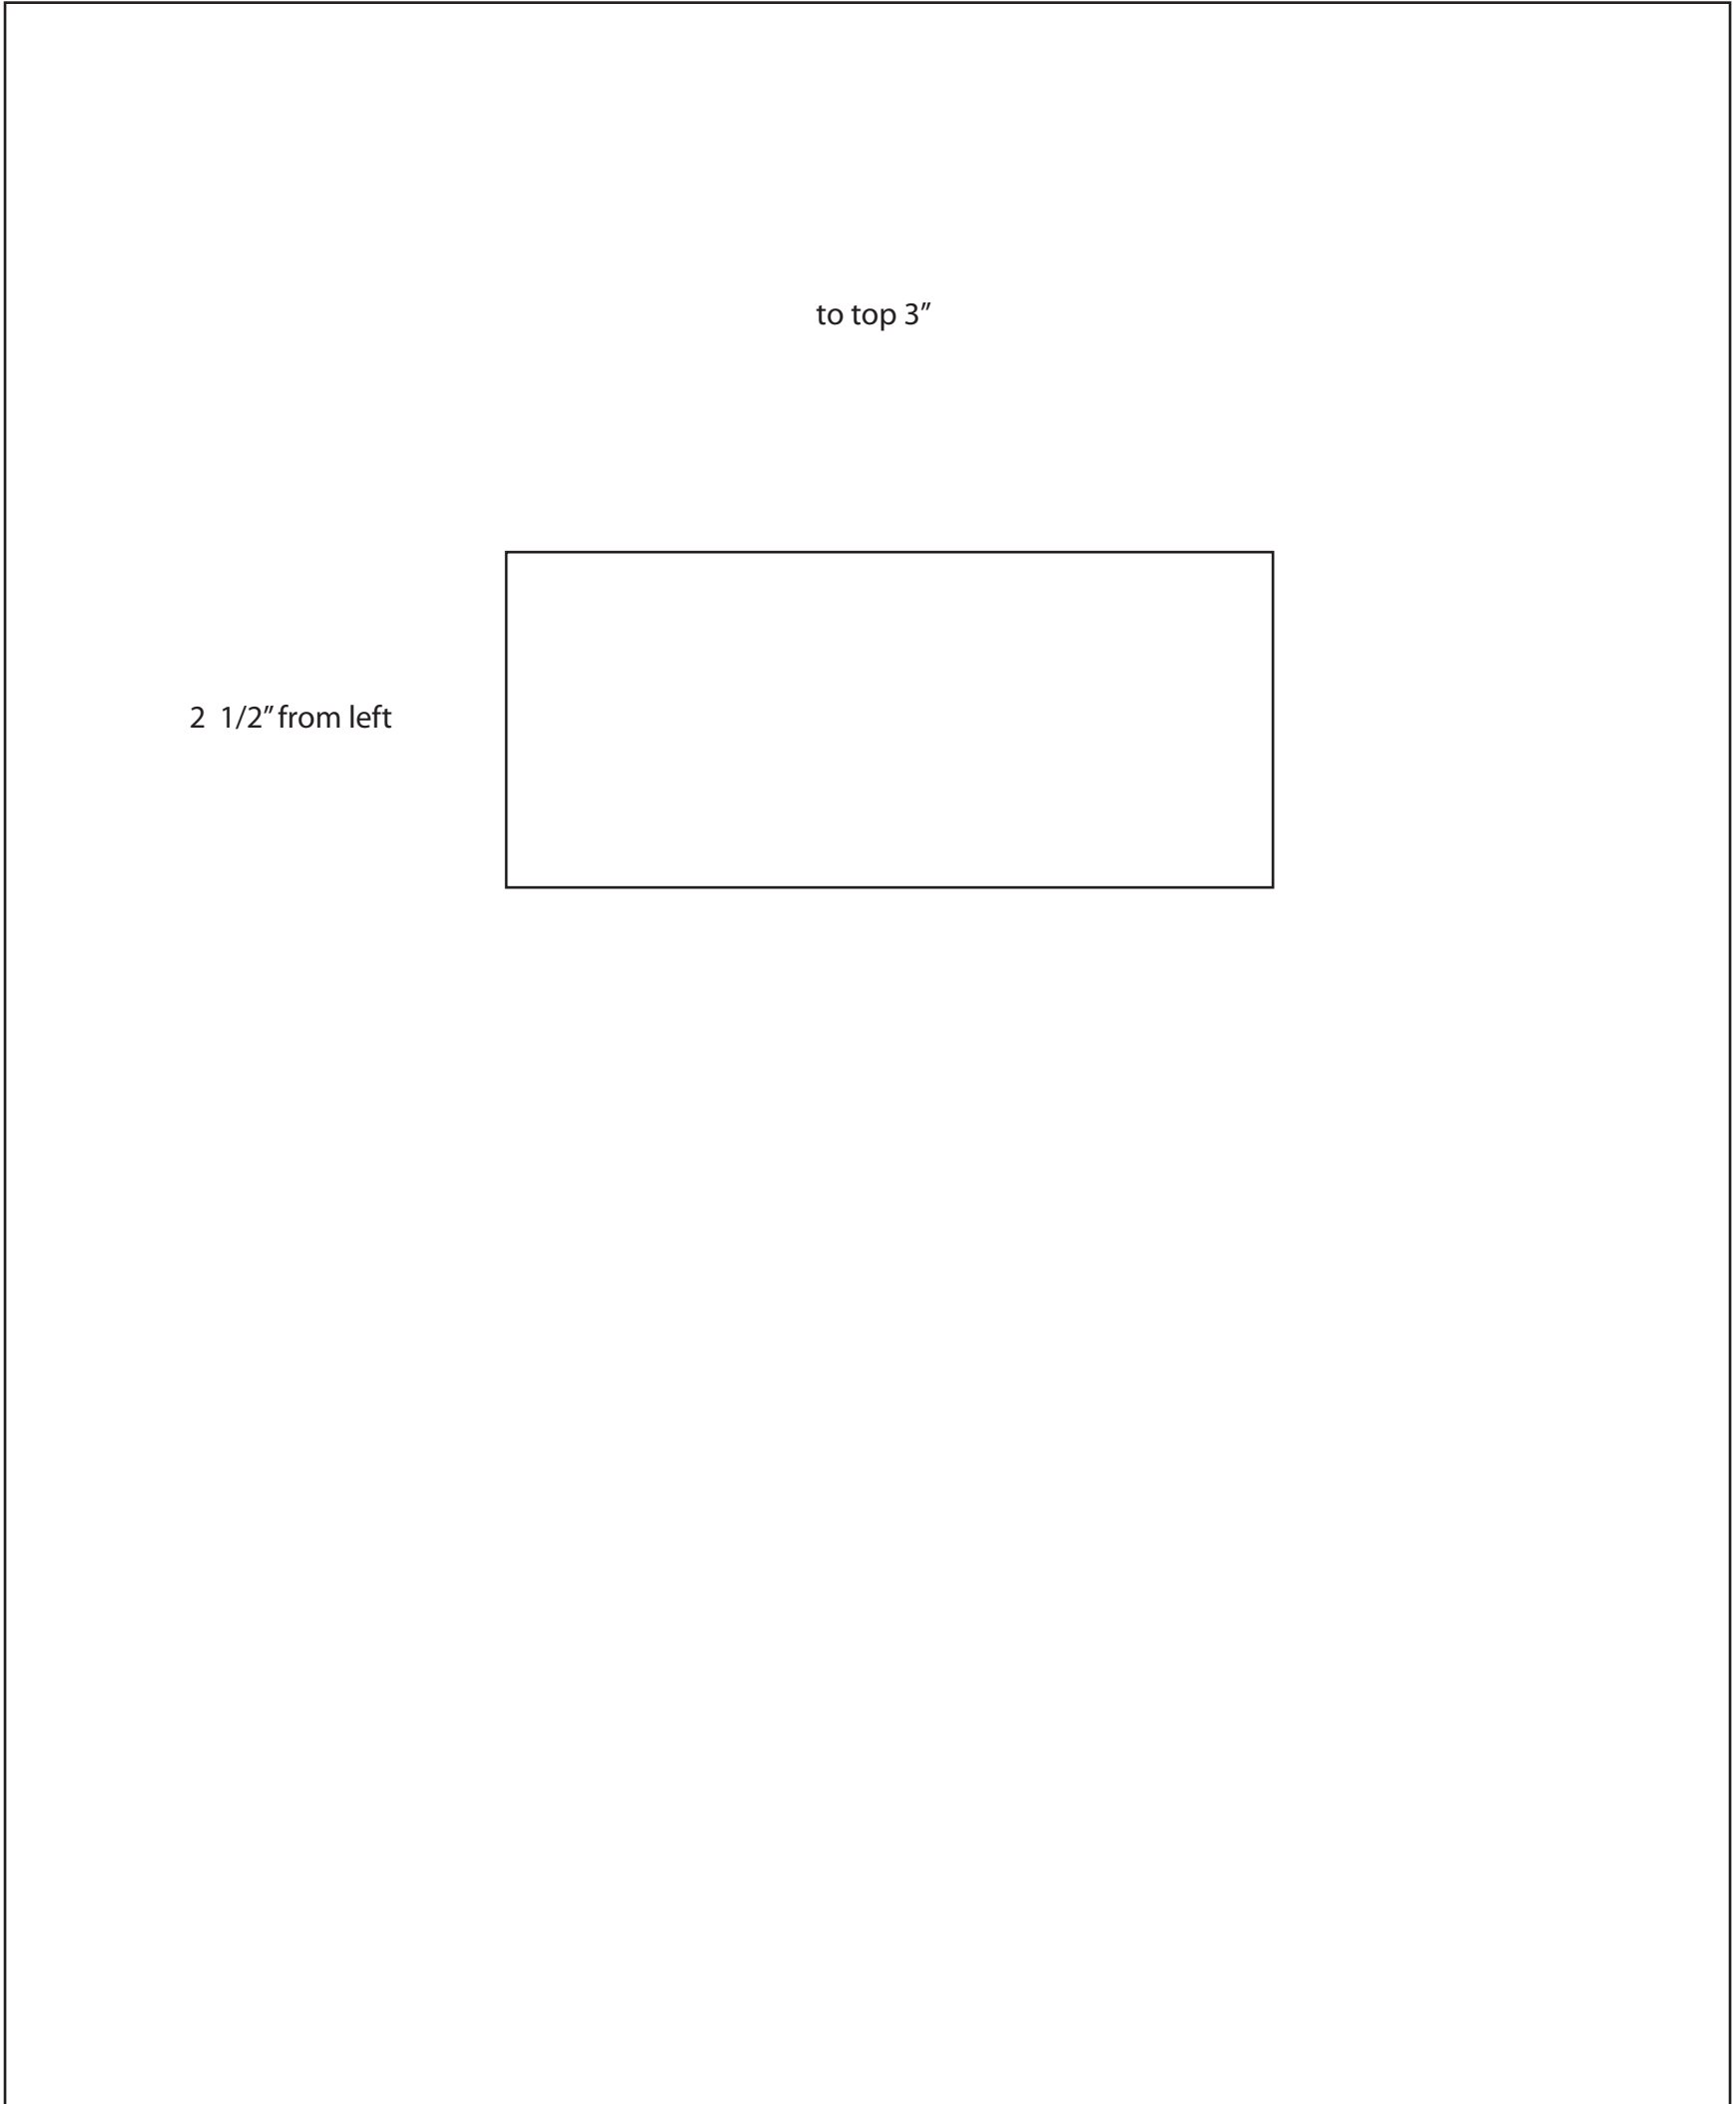 to top 3”
2  1/2” from left